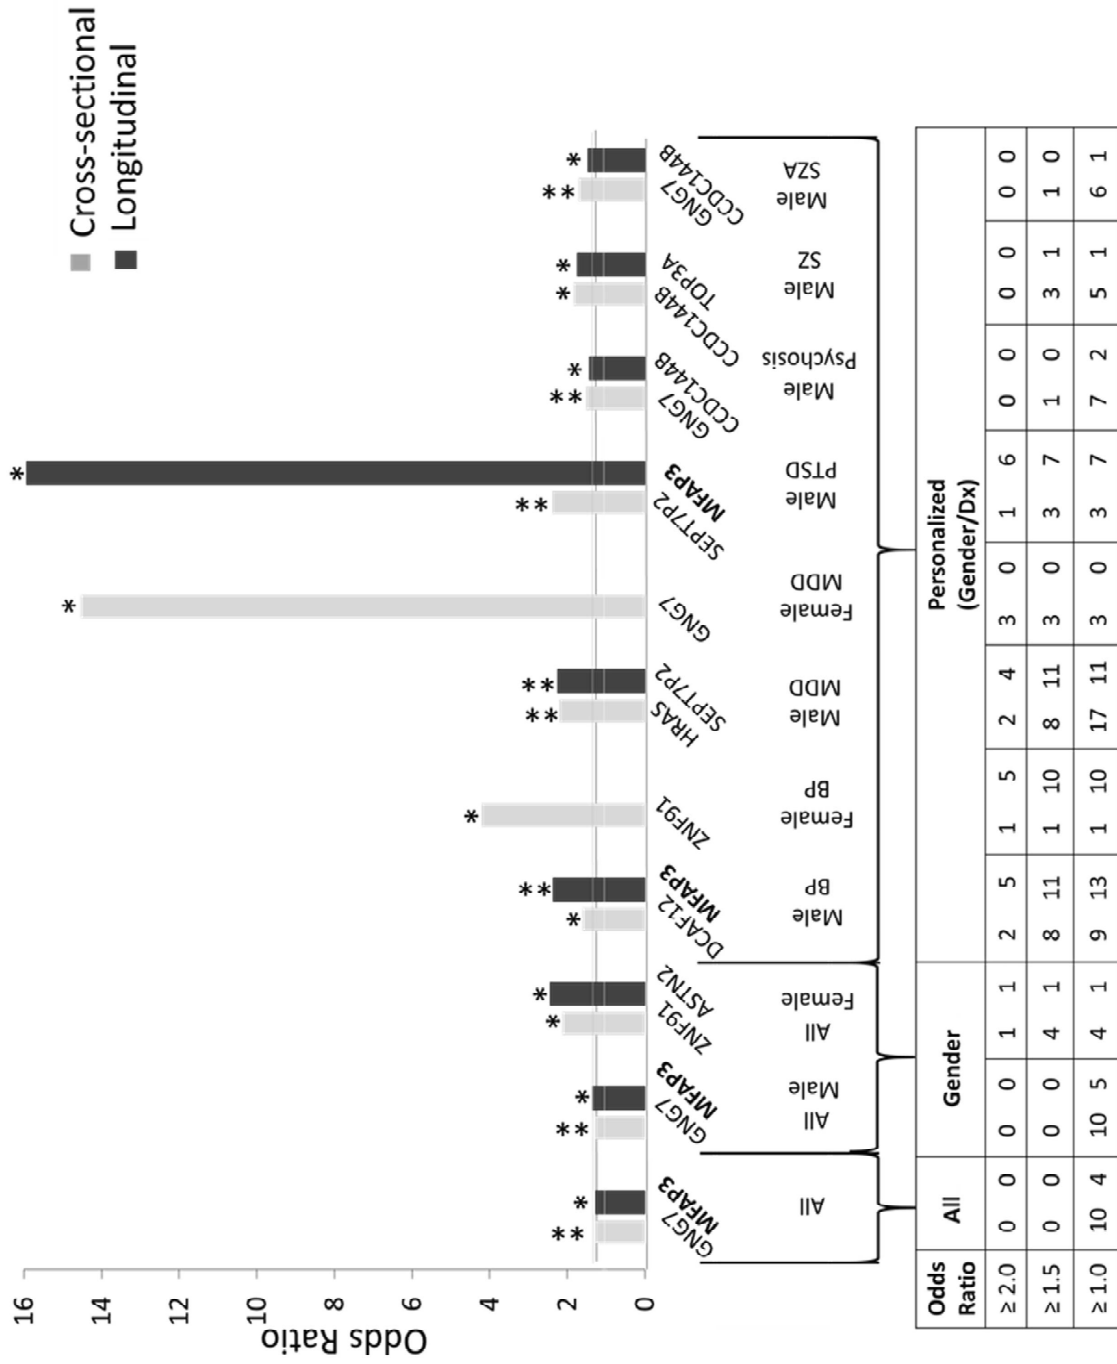 Cross-sectional
Longitudinal
Odds Ratio
16
14
12
10
8
6
4
2
0
** * ** * * * * ** * ** ** * ** * ** * * * ** *
GNG7 MFAP3 GNG7 MFAP3 ZNF91 ASTN2 DCAF12 MFAP3 ZNF91 HRAS SEPT7P2 GNG7 SEPT7P2 MFAP3 GNG7 CCDC144B CCDC144B TOP3A GNG7 CCDC144B
All
All Male
All Female
Male BP
Female BP
Male MDD
Female MDD
Male PTSD
Male Psychosis
Male SZ
Male SZA
Odds Ratio All Gender Personalized (Gender/Dx)
≥ 2.0 0 0 0 0 1 1 2 5 1 5 2 4 3 0 1 6 0 0 0 0 0 0
≥ 1.5 0 0 0 0 4 1 8 11 1 10 8 11 3 0 3 7 1 0 3 1 1 0
≥ 1.0 10 4 10 5 4 1 9 13 1 10 17 11 3 0 3 7 7 2 5 1 6 1